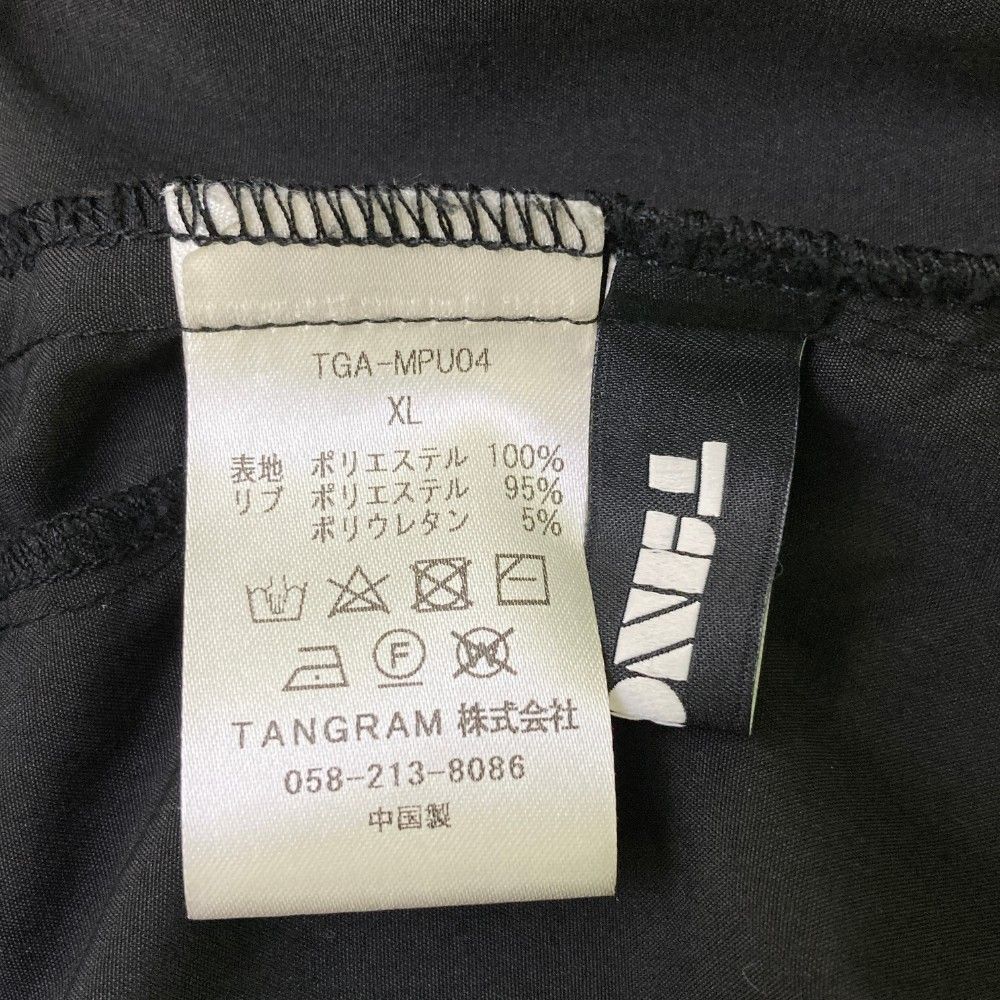 TGA-MPU04
XL
表地 ポリエステル 100%
リブ ポリエステル 95%
ポリウレタン 5%
F
W
TANGRAM 株式会社
058-213-8086
中国製